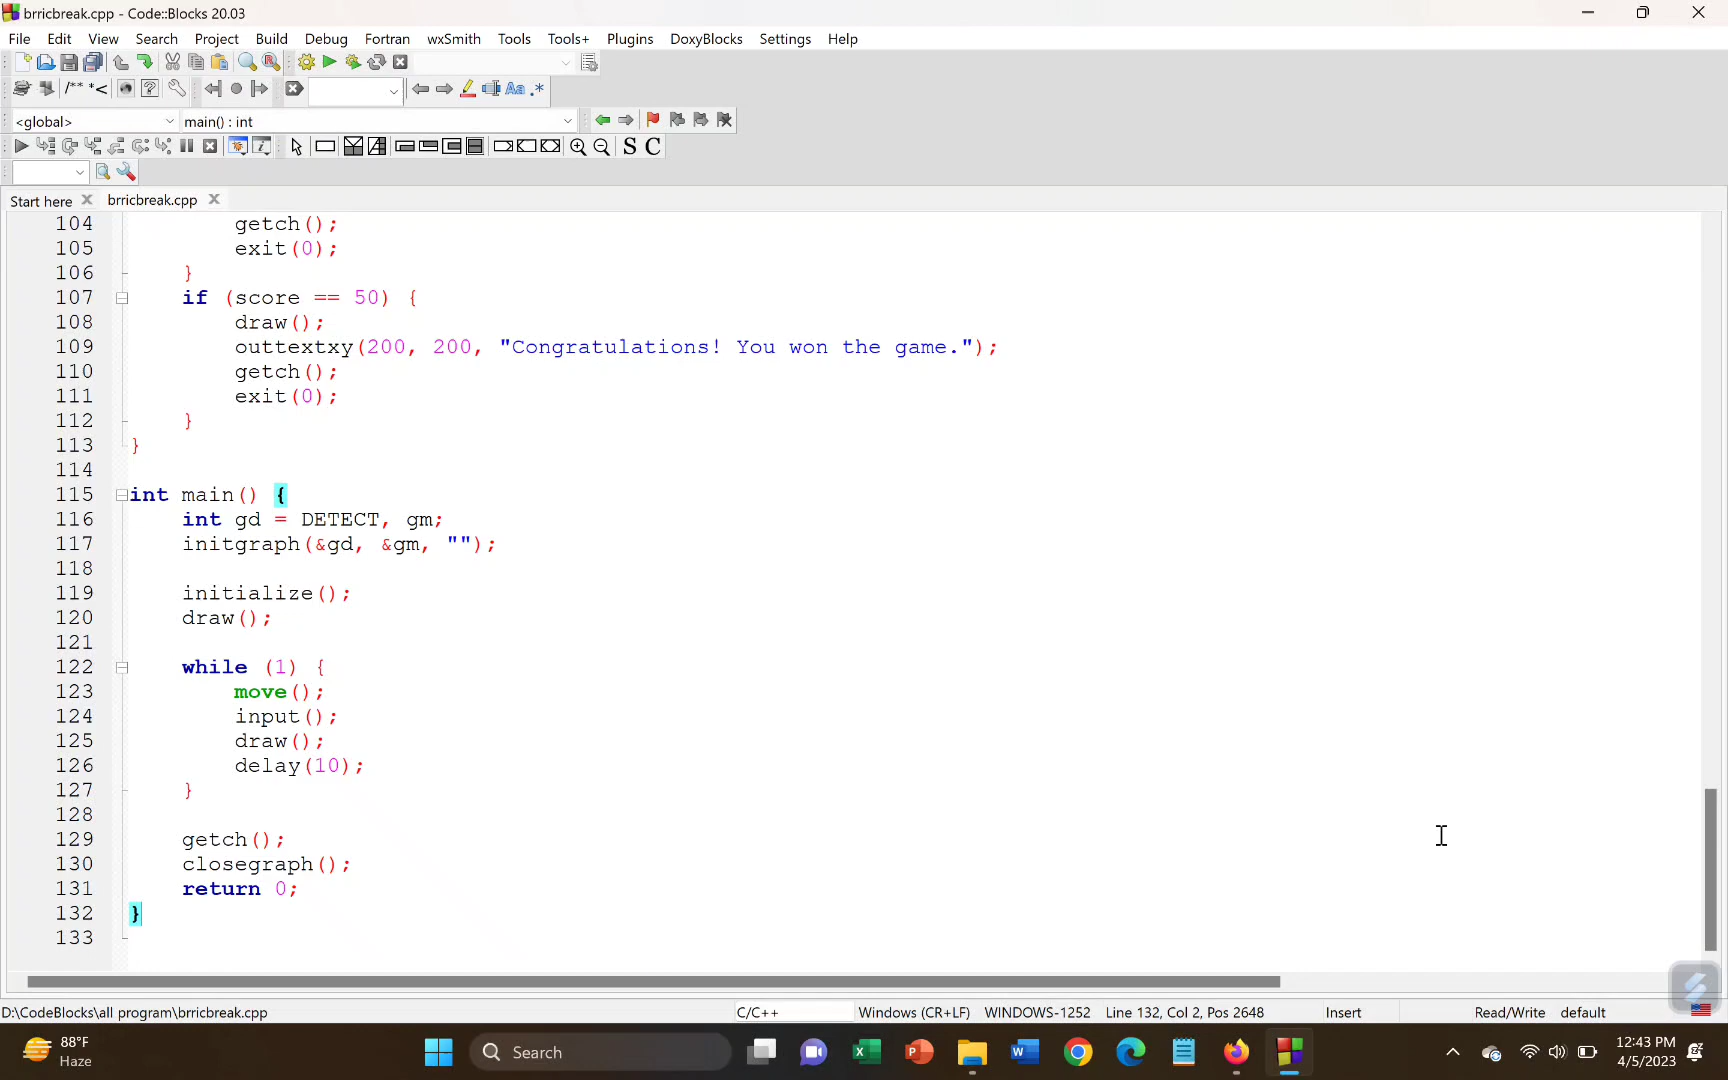 brricbreak.cpp - Code::Blocks 20.03
File Edit View Search Project Build Debug Fortran wxSmith Tools Tools+ Plugins DoxyBlocks Settings Help
/** *<
Aa .*
<global> main() : int
S C
Start here brricbreak.cpp
104 getch();
105 exit(0);
106 }
107 if (score == 50) {
108 draw();
109 outtextxy(200, 200, "Congratulations! You won the game.");
110 getch();
111 exit(0);
112 }
113 }
114
115 int main() {
116 int gd = DETECT, gm;
117 initgraph(&gd, &gm, "");
118
119 initialize();
120 draw();
121
122 while (1) {
123 move();
124 input();
125 draw();
126 delay(10);
127 }
128
129 getch();
130 closegraph();
131 return 0;
132 }
133
D:\CodeBlocks\all program\brricbreak.cpp C/C++ Windows (CR+LF) WINDOWS-1252 Line 132, Col 2, Pos 2648 Insert Read/Write default
88°F
Haze
Search
12:43 PM
4/5/2023